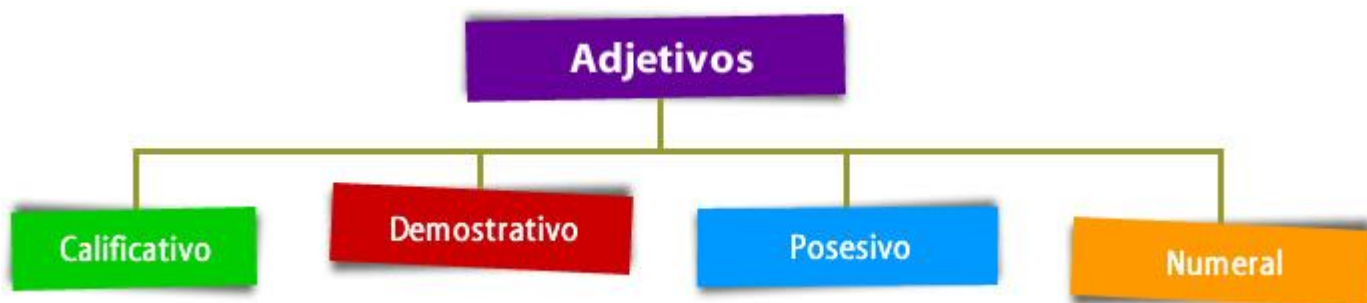 Adjetivos
Calificativo
Demostrativo
Posesivo
Numeral